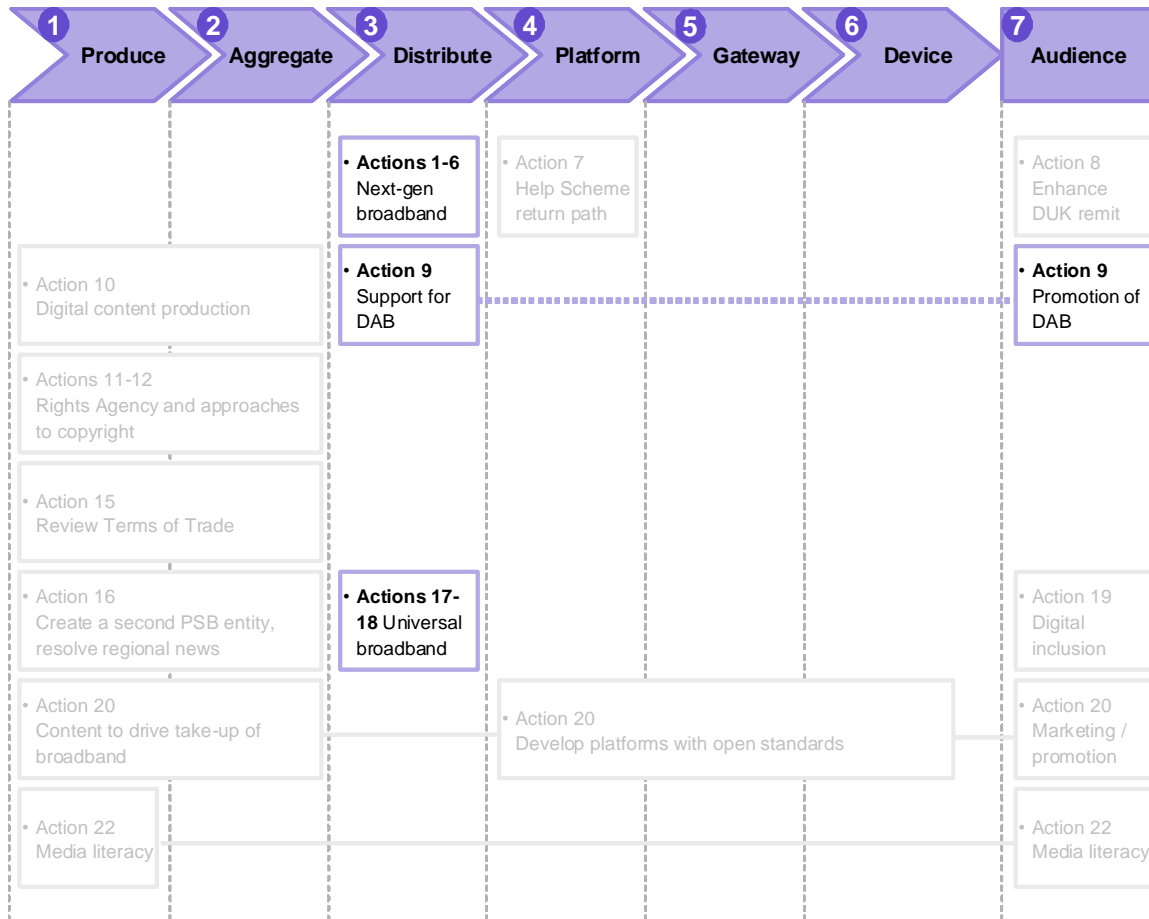 1 Produce
2 Aggregate
3 Distribute
4 Platform
5 Gateway
6 Device
7 Audience
• Actions 1-6
Next-gen
broadband
• Action 7
Help Scheme
return path
• Action 8
Enhance
DUK remit
• Action 10
Digital content production
• Action 9
Support for
DAB
• Action 9
Promotion of
DAB
• Actions 11-12
Rights Agency and approaches
to copyright
• Action 15
Review Terms of Trade
• Action 16
Create a second PSB entity,
resolve regional news
• Actions 17-
18 Universal
broadband
• Action 19
Digital
inclusion
• Action 20
Content to drive take-up of
broadband
• Action 20
Develop platforms with open standards
• Action 20
Marketing /
promotion
• Action 22
Media literacy
• Action 22
Media literacy